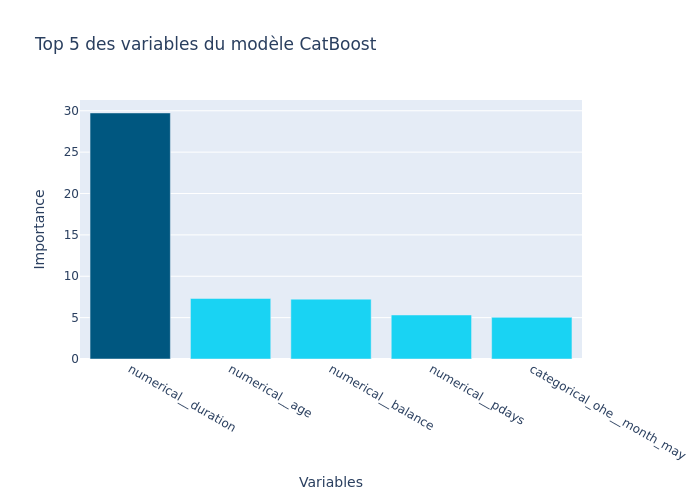 Top 5 des variables du modèle CatBoost
30
25
20
15
10
5
0
Importance
numerical__duration
numerical__age
numerical__balance
numerical__pdays
categorical_ohe__month_may
Variables